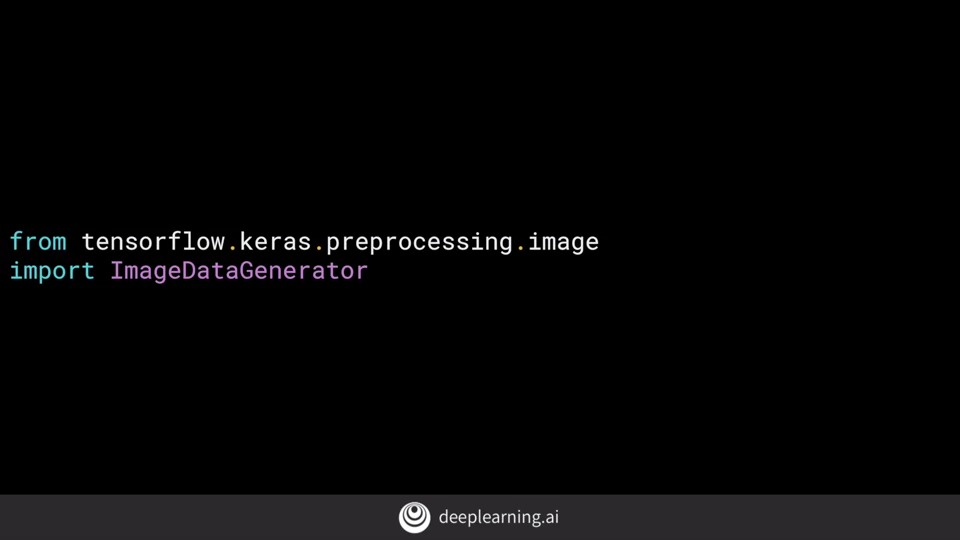 from tensorflow.keras.preprocessing.image
import ImageDataGenerator
deeplearning.ai